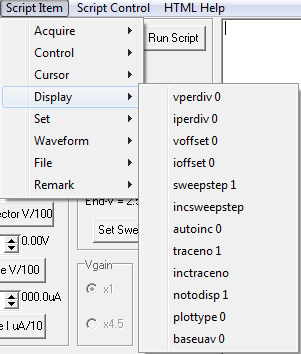 Script Item Script Control HTML Help
Acquire
Control
Cursor
Display
Set
Waveform
File
Remark
Run Script
vperdiv 0
iperdiv 0
voffset 0
ioffset 0
sweepstep 1
incsweepstep
autoinc 0
traceno 1
inctraceno
notodisp 1
plottype 0
baseuav 0
End-V = 2.
ector V/100
Set Swe
0.00V
e V/100
000.0uA
e I uA/10
Vgain
x1
x4.5